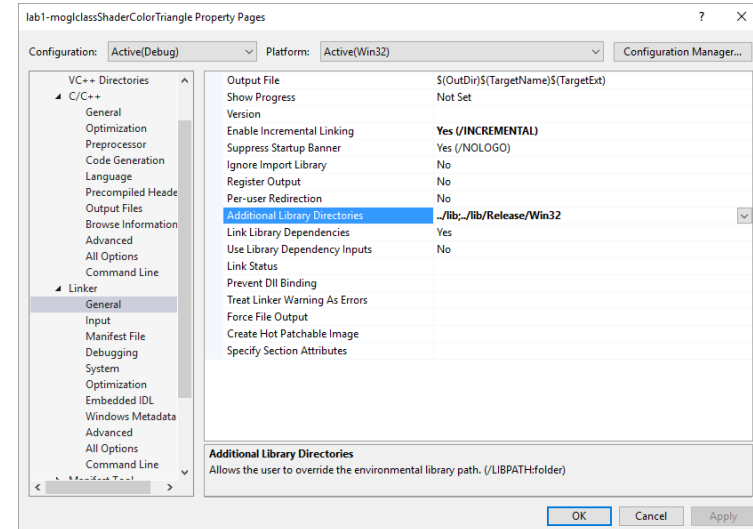 lab1-moglclassShaderColorTriangle Property Pages
Configuration: Active(Debug) Platform: Active(Win32) Configuration Manager...
VC++ Directories
C/C++
General
Optimization
Preprocessor
Code Generation
Language
Precompiled Heade
Output Files
Browse Information
Advanced
All Options
Command Line
Linker
General
Input
Manifest File
Debugging
System
Optimization
Embedded IDL
Windows Metadata
Advanced
All Options
Command Line
Manifest Tool
Output File $(OutDir)$(TargetName)$(TargetExt)
Show Progress Not Set
Version
Enable Incremental Linking Yes (/INCREMENTAL)
Suppress Startup Banner Yes (/NOLOGO)
Ignore Import Library No
Register Output No
Per-user Redirection No
Additional Library Directories ../lib;../lib/Release/Win32
Link Library Dependencies Yes
Use Library Dependency Inputs No
Link Status
Prevent Dll Binding
Treat Linker Warning As Errors
Force File Output
Create Hot Patchable Image
Specify Section Attributes
Additional Library Directories
Allows the user to override the environmental library path. (/LIBPATH:folder)
OK Cancel Apply